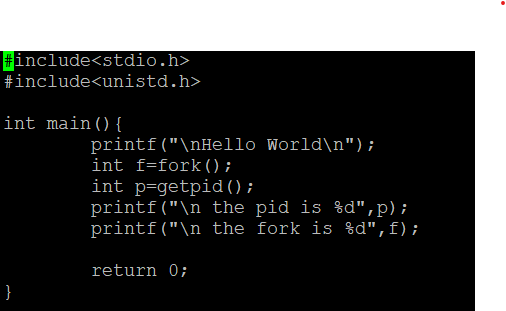 #include<stdio.h>
#include<unistd.h>

int main(){
        printf("\nHello World\n");
        int f=fork();
        int p=getpid();
        printf("\n the pid is %d",p);
        printf("\n the fork is %d",f);

        return 0;
}